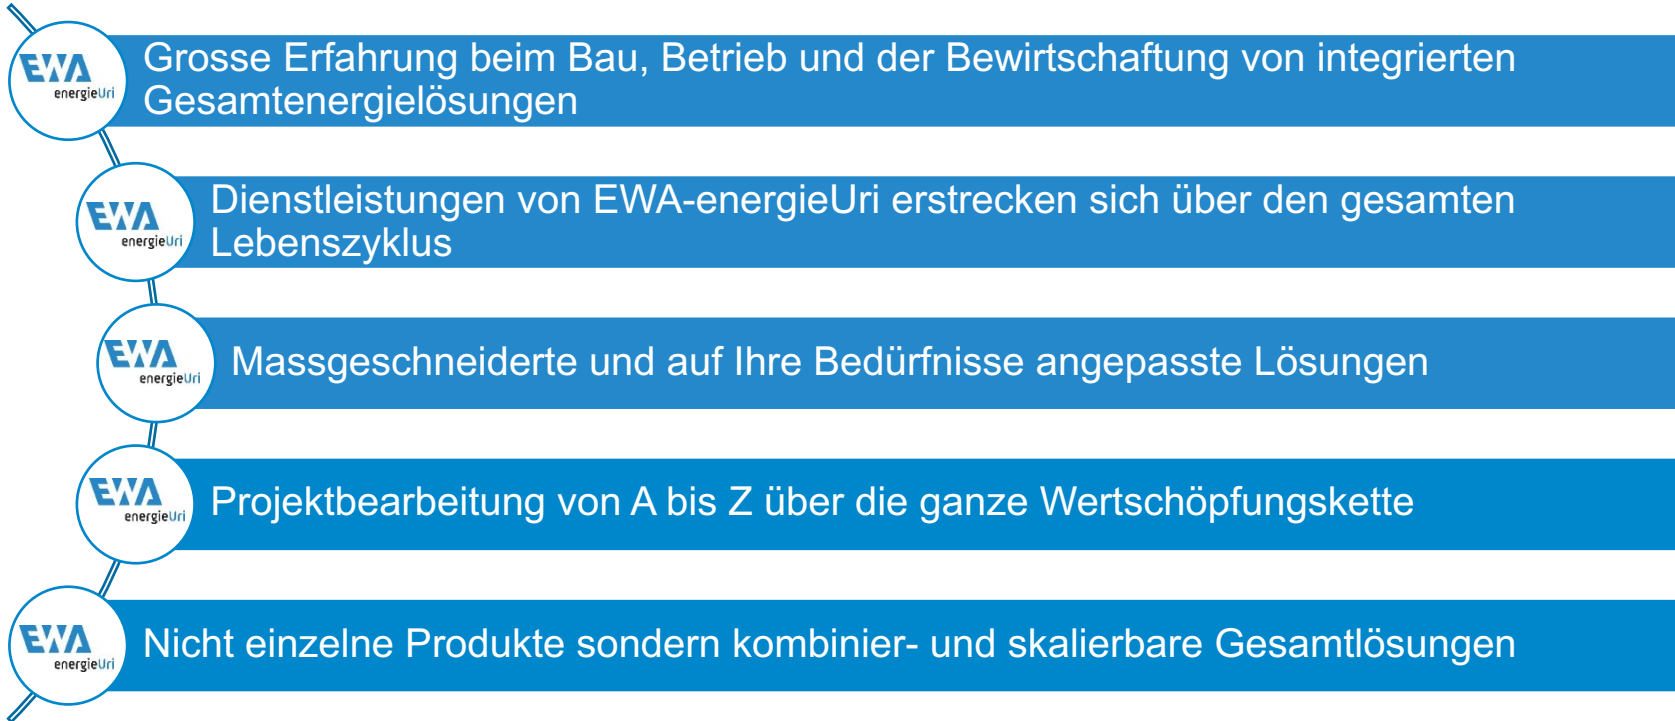 EWA
energieUri
Grosse Erfahrung beim Bau, Betrieb und der Bewirtschaftung von integrierten
Gesamtenergielösungen
EWA
energieUri
Dienstleistungen von EWA-energieUri erstrecken sich über den gesamten
Lebenszyklus
EWA
energieUri
Massgeschneiderte und auf Ihre Bedürfnisse angepasste Lösungen
EWA
energieUri
Projektbearbeitung von A bis Z über die ganze Wertschöpfungskette
EWA
energieUri
Nicht einzelne Produkte sondern kombinier- und skalierbare Gesamtlösungen